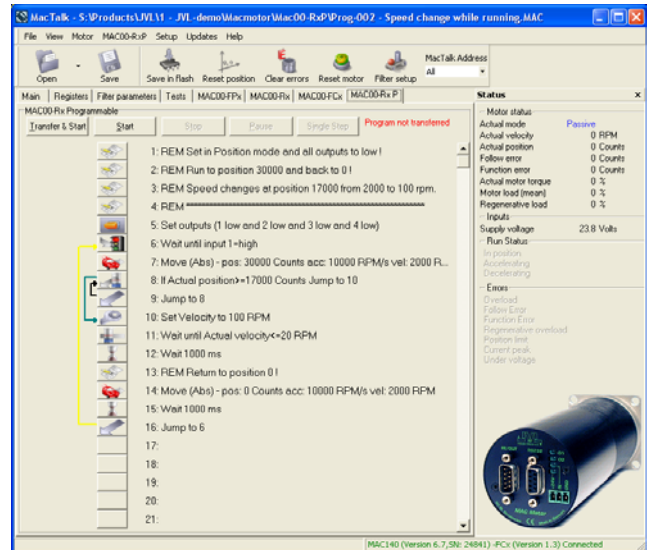 MacTalk - S:\Products\JVL\1 - JVL-demo\Macmotor\Mac00-RxP\Prog-002 - Speed change while running.MAC
File View Motor MAC00-RxP Setup Updates Help
Open Save Save in flash Reset position Clear errors Reset motor Filter setup
MacTalk Address
All
Main Registers Filter parameters Tests MAC00-FPx MAC00-Rx MAC00-FCx MAC00-RxP
MAC00-Rx Programmable
Transfer & Start Start Stop Pause Single Step Program not transferred
1: REM Set in Position mode and all outputs to low !
2: REM Run to position 30000 and back to 0 !
3: REM Speed changes at position 17000 from 2000 to 100 rpm.
4: REM
5: Set outputs (1 low and 2 low and 3 low and 4 low)
6: Wait until input 1=high
7: Move (Abs) - pos: 30000 Counts acc: 10000 RPM/s vel: 2000 R...
8: If Actual position>=17000 Counts Jump to 10
9: Jump to 8
10: Set Velocity to 100 RPM
11: Wait until Actual velocity<=20 RPM
12: Wait 1000 ms
13: REM Return to position 0 !
14: Move (Abs) - pos: 0 Counts acc: 10000 RPM/s vel: 2000 RPM
15: Wait 1000 ms
16: Jump to 6
17:
18:
19:
20:
21:
Status x
Motor status
Actual mode Passive
Actual velocity 0 RPM
Actual position 0 Counts
Follow error 0 Counts
Function error 0 Counts
Actual motor torque 0 %
Motor load (mean) 0 %
Regenerative load 0 %
Inputs
Supply voltage 23.8 Volts
Run Status
In position
Accelerating
Decelerating
Errors
Overload
Follow Error
Function Error
Regenerative overload
Position limit
Current peak
Under voltage
MAC Motor
MAC140 (Version 6.7,SN: 24841) -FCx (Version 1.3) Connected